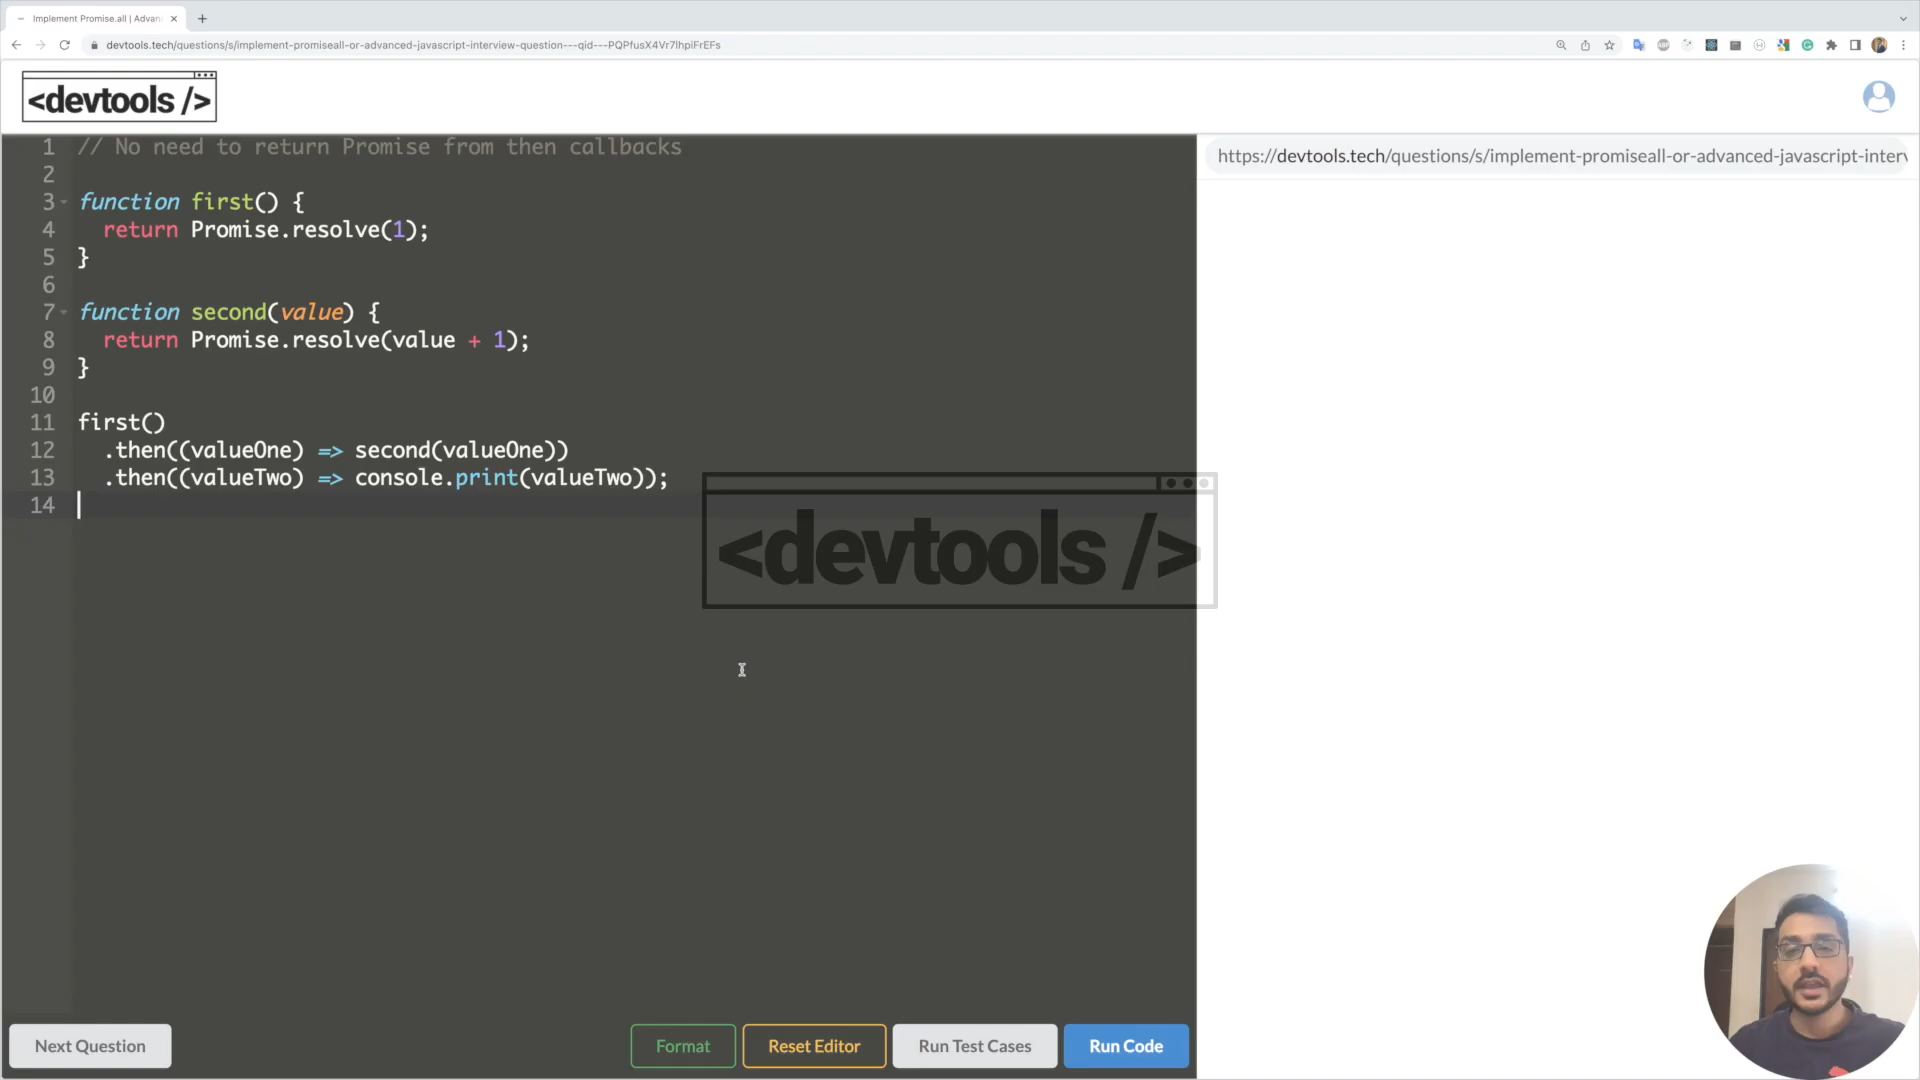 Implement Promise.all | Advan
devtools.tech/questions/s/implement-promiseall-or-advanced-javascript-interview-question---qid---PQPfusX4Vr7IhpiFrEFs
<devtools />
https://devtools.tech/questions/s/implement-promiseall-or-advanced-javascript-interv
1 // No need to return Promise from then callbacks
2
3 function first() {
4 return Promise.resolve(1);
5 }
6
7 function second(value) {
8 return Promise.resolve(value + 1);
9 }
10
11 first()
12 .then((valueOne) => second(valueOne))
13 .then((valueTwo) => console.print(valueTwo));
14
<devtools />
Next Question
Format
Reset Editor
Run Test Cases
Run Code